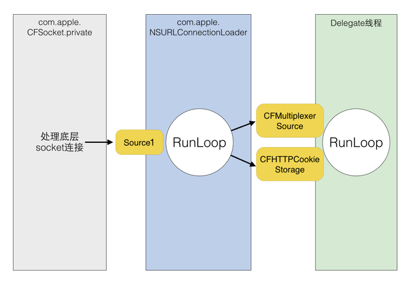 com.apple.
CFSocket.private
com.apple.
NSURLConnectionLoader
Delegate线程
处理底层
socket连接
Source1
RunLoop
CFMultiplexer
Source
CFHTTPCookie
Storage
RunLoop